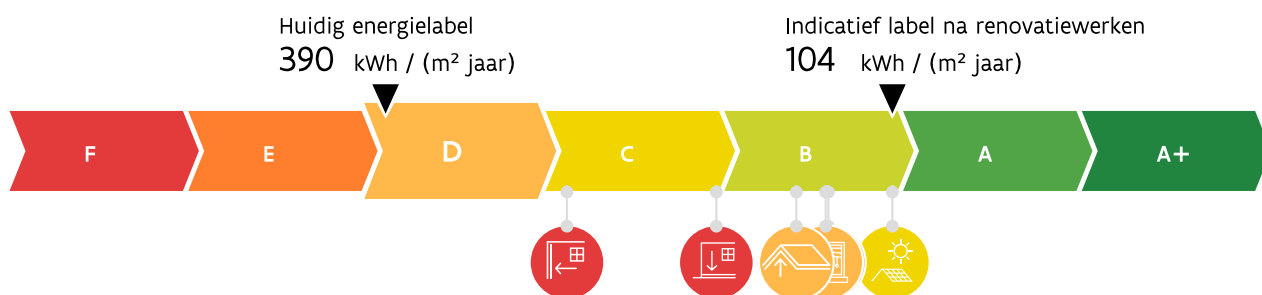 Huidig energielabel
390 kWh / (m² jaar)
Indicatief label na renovatiewerken
104 kWh / (m² jaar)
F E D C B A A+